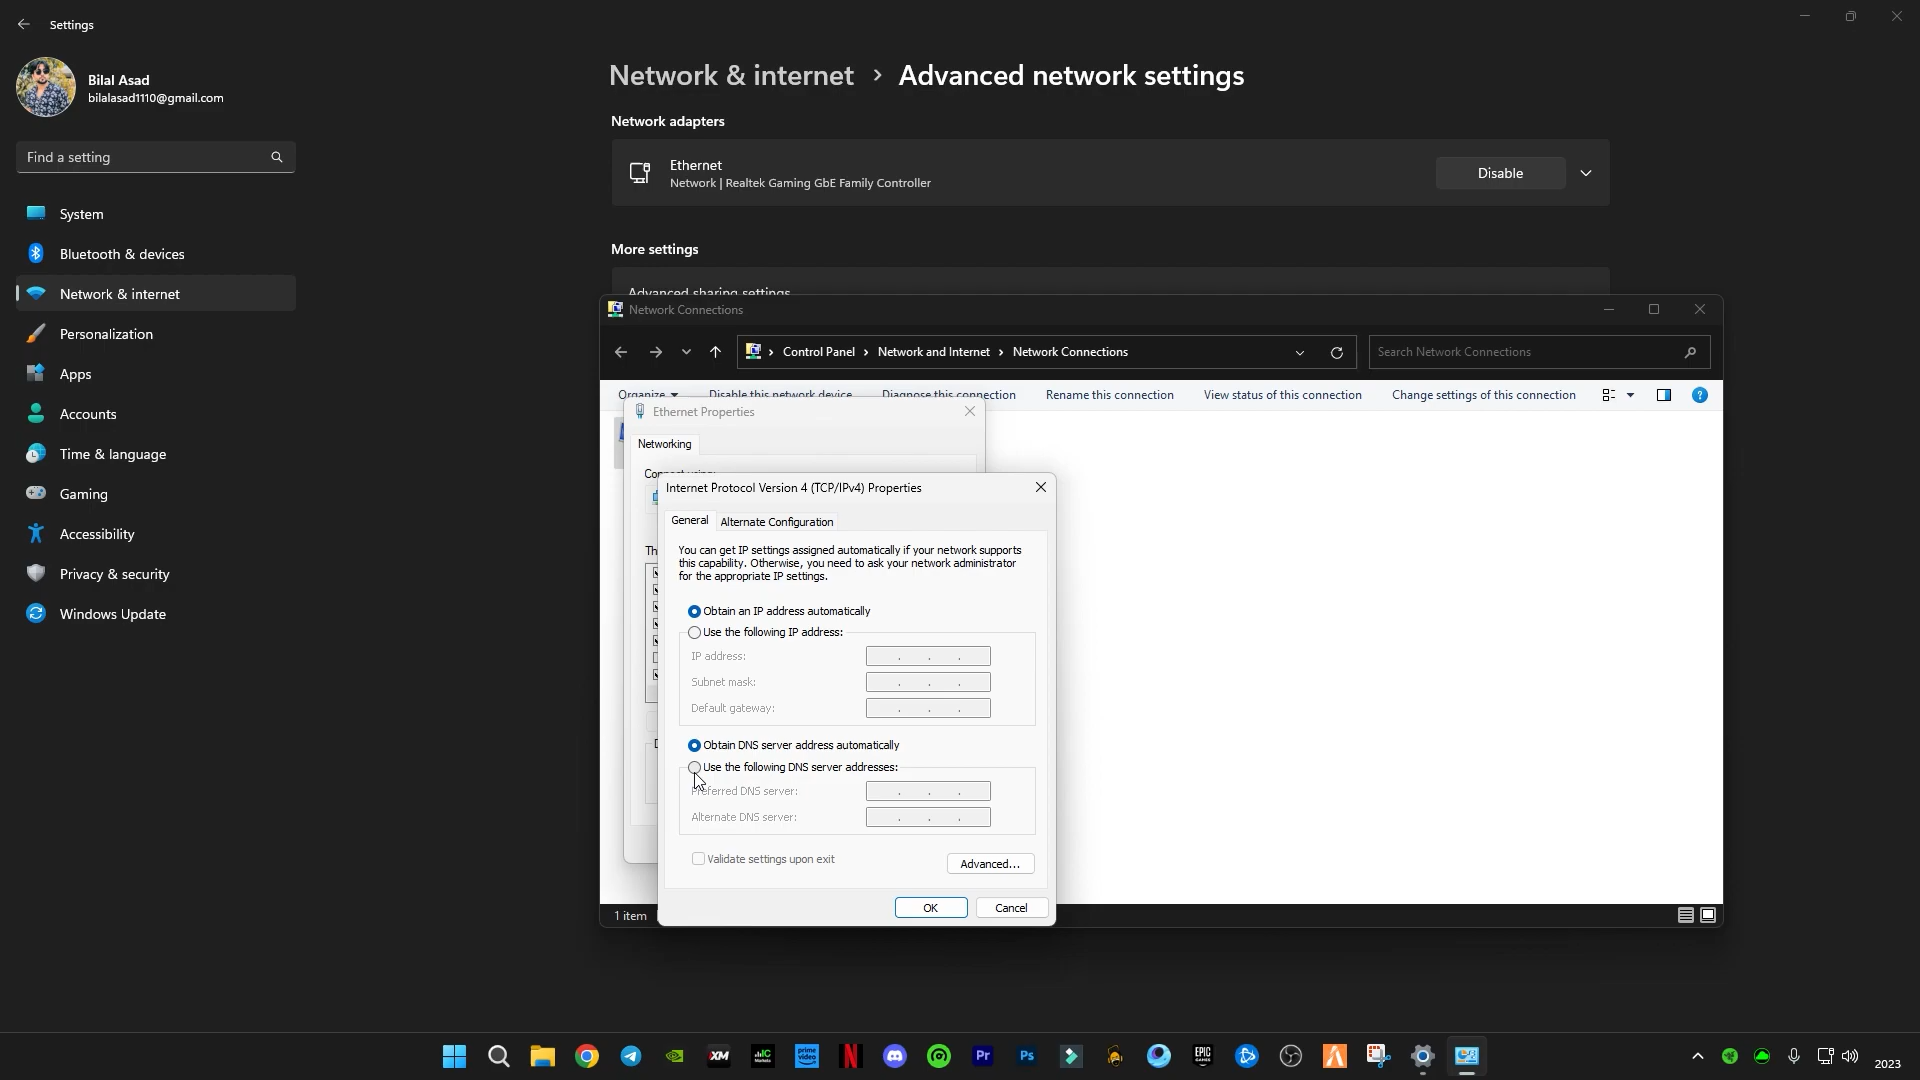 Settings
Bilal Asad
bilalasad1110@gmail.com
Find a setting
System
Bluetooth & devices
Network & internet
Personalization
Apps
Accounts
Time & language
Gaming
Accessibility
Privacy & security
Windows Update
Network & internet › Advanced network settings
Network adapters
Ethernet
Network | Realtek Gaming GbE Family Controller
Disable
More settings
Advanced sharing settings
Network Connections
Control Panel › Network and Internet › Network Connections
Search Network Connections
Organize Disable this network device Diagnose this connection Rename this connection View status of this connection Change settings of this connection
Ethernet Properties
Networking
Internet Protocol Version 4 (TCP/IPv4) Properties
General Alternate Configuration
You can get IP settings assigned automatically if your network supports
this capability. Otherwise, you need to ask your network administrator
for the appropriate IP settings.
Obtain an IP address automatically
Use the following IP address:
IP address:
Subnet mask:
Default gateway:
Obtain DNS server address automatically
Use the following DNS server addresses:
Preferred DNS server:
Alternate DNS server:
Validate settings upon exit
Advanced...
OK Cancel
1 item
XM
prime video
Pr
Ps
EPIC GAMES
2023